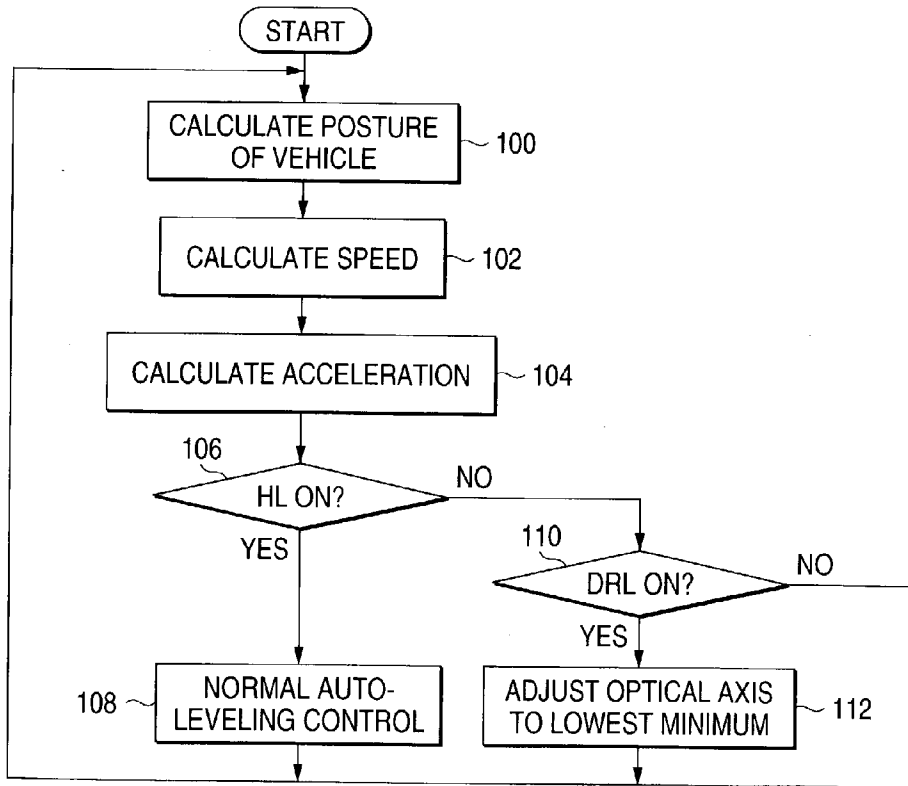 START
CALCULATE POSTURE
OF VEHICLE
100
CALCULATE SPEED
102
CALCULATE ACCELERATION
104
106
HL ON?
NO
YES
110
DRL ON?
NO
YES
108
NORMAL AUTO-
LEVELING CONTROL
ADJUST OPTICAL AXIS
TO LOWEST MINIMUM
112